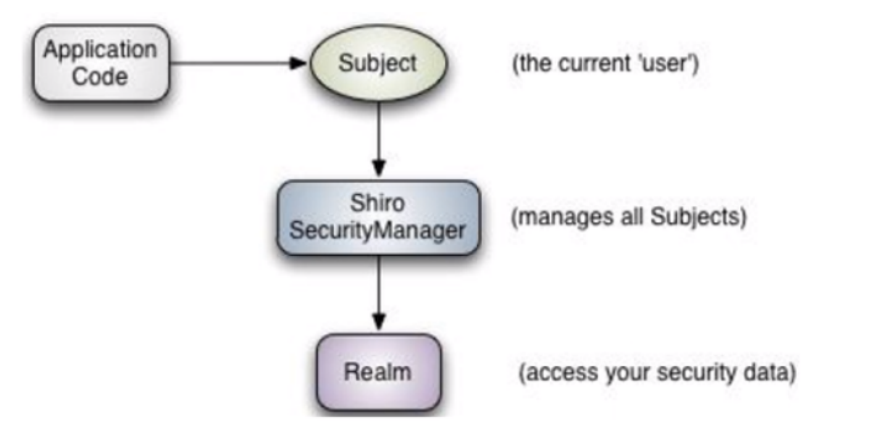 Application
Code
Subject
(the current 'user')
Shiro
SecurityManager
(manages all Subjects)
Realm
(access your security data)